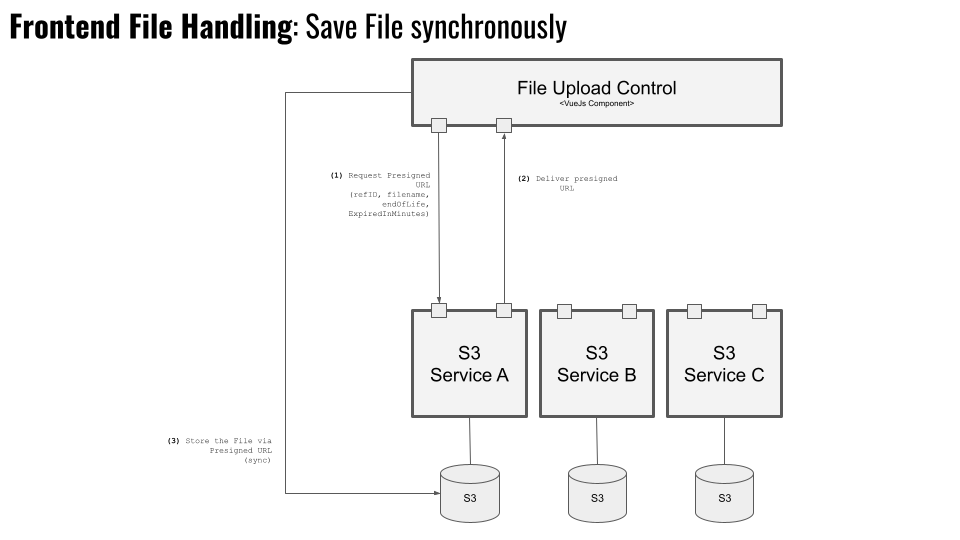 Frontend File Handling: Save File synchronously
File Upload Control
<VueJs Component>
(1) Request Presigned
URL
(refID, filename,
endOfLife,
ExpiredInMinutes)
(2) Deliver presigned
URL
S3
Service A
S3
Service B
S3
Service C
(3) Store the File via
Presigned URL
(sync)
S3
S3
S3